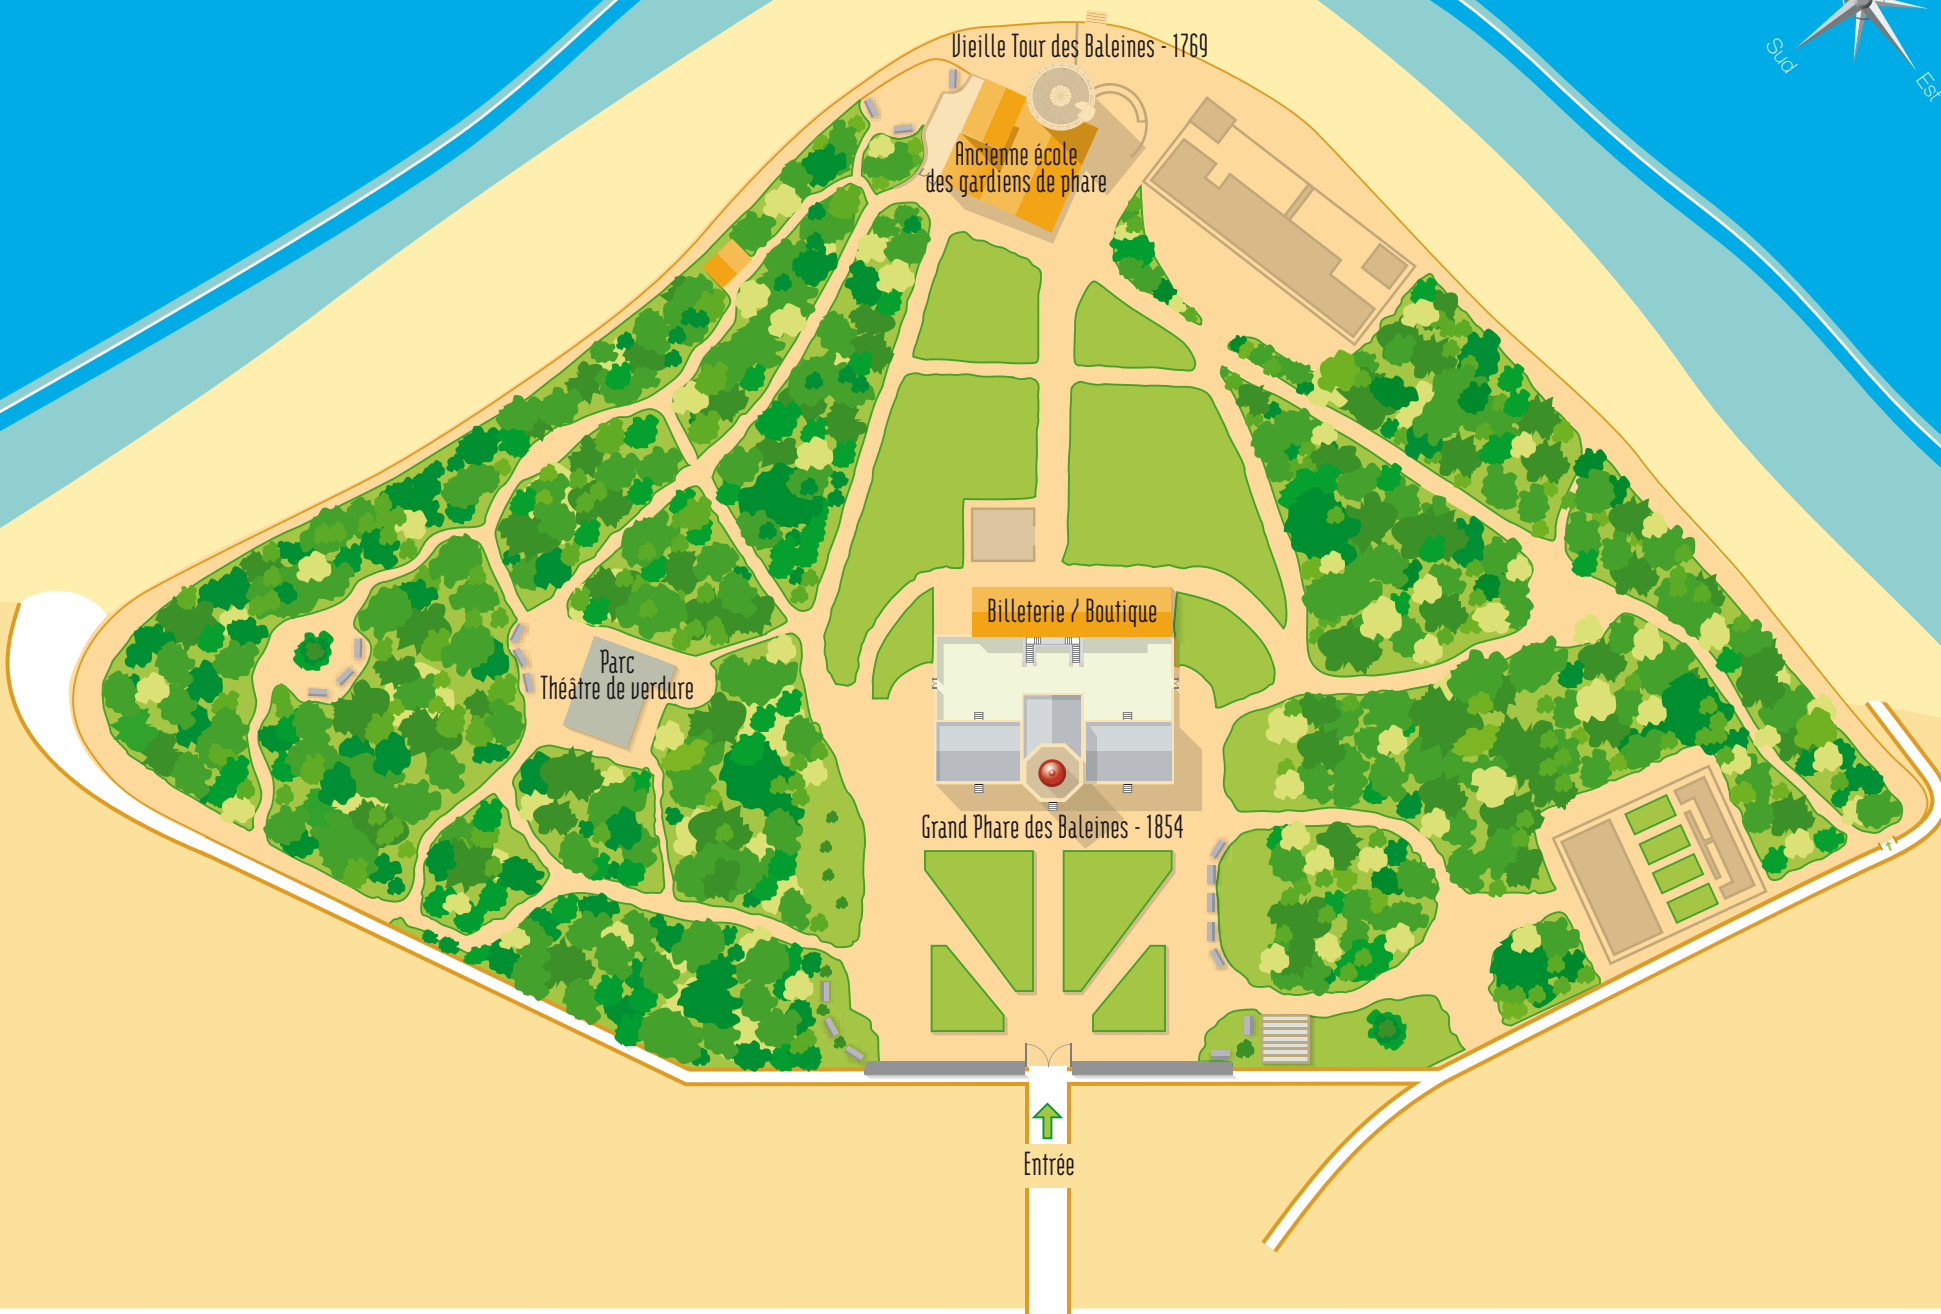 Sud
Est
Vieille Tour des Baleines - 1769
Ancienne école
des gardiens de phare
Billeterie / Boutique
Parc
Théâtre de verdure
Grand Phare des Baleines - 1854
Entrée